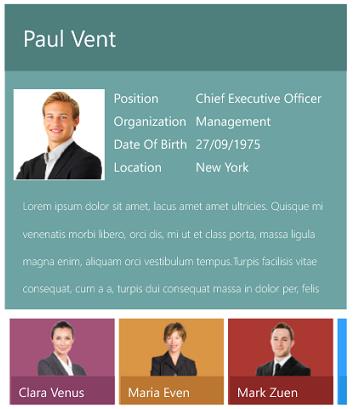 Paul Vent
Position Chief Executive Officer
Organization Management
Date Of Birth 27/09/1975
Location New York
Lorem ipsum dolor sit amet, lacus amet amet ultricies. Quisque mi
venenatis morbi libero, orci dis, mi ut et class porta, massa ligula
magna enim, aliquam orci vestibulum tempus.Turpis facilisis vitae
consequat, cum a a, turpis dui consequat massa in dolor per, felis
Clara Venus
Maria Even
Mark Zuen